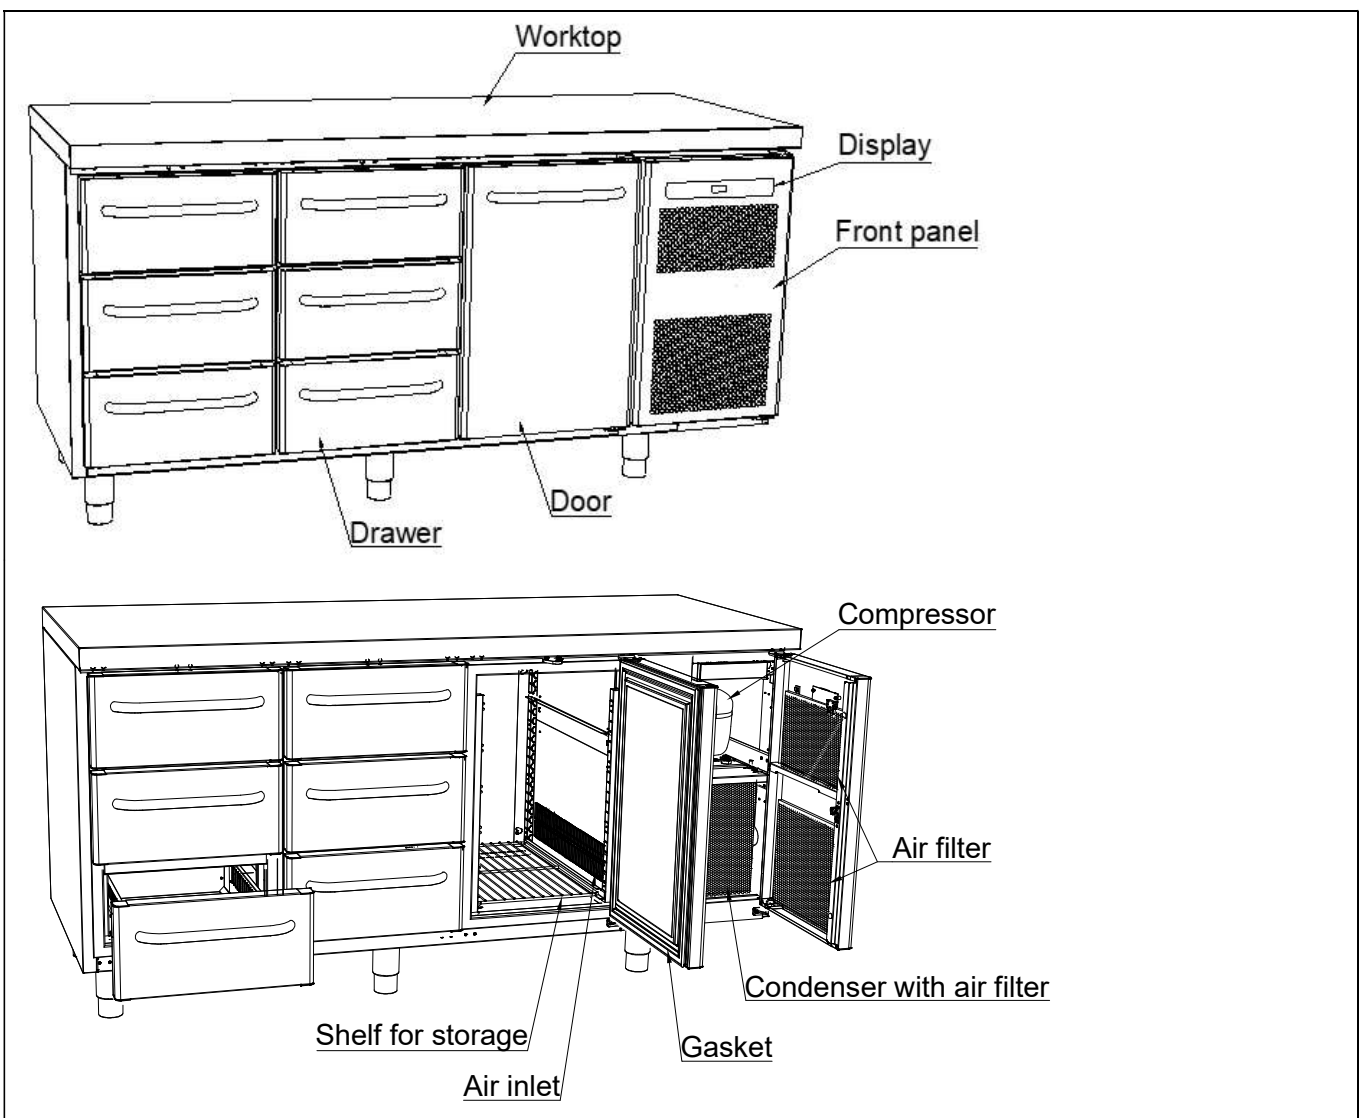 Worktop
Display
Front panel
Door
Drawer
Compressor
Air filter
Condenser with air filter
Shelf for storage
Gasket
Air inlet